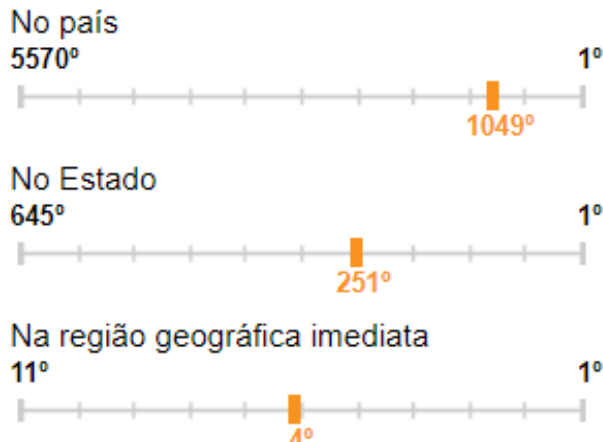 No país
5570º 1º
1049º
No Estado
645º 1º
251º
Na região geográfica imediata
11º 1º
4º